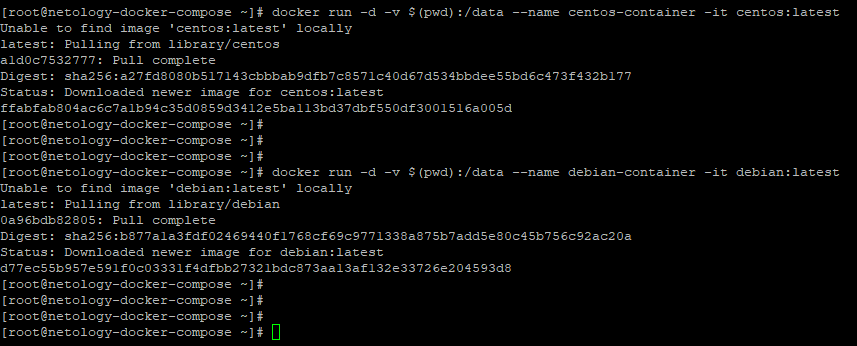 [root@netology-docker-compose ~]# docker run -d -v $(pwd):/data --name centos-container -it centos:latest
Unable to find image 'centos:latest' locally
latest: Pulling from library/centos
a1d0c7532777: Pull complete
Digest: sha256:a27fd8080b517143cbbbab9dfb7c8571c40d67d534bbdee55bd6c473f432b177
Status: Downloaded newer image for centos:latest
ffabfab804ac6c7a1b94c35d0859d3412e5ba113bd37dbf550df3001516a005d
[root@netology-docker-compose ~]#
[root@netology-docker-compose ~]#
[root@netology-docker-compose ~]#
[root@netology-docker-compose ~]# docker run -d -v $(pwd):/data --name debian-container -it debian:latest
Unable to find image 'debian:latest' locally
latest: Pulling from library/debian
0a96bdb82805: Pull complete
Digest: sha256:b877a1a3fdf02469440f1768cf69c9771338a875b7add5e80c45b756c92ac20a
Status: Downloaded newer image for debian:latest
d77ec55b957e591f0c03331f4dfbb27321bdc873aa13af132e33726e204593d8
[root@netology-docker-compose ~]#
[root@netology-docker-compose ~]#
[root@netology-docker-compose ~]#
[root@netology-docker-compose ~]#